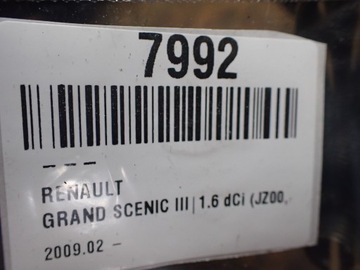 7992
- - -
RENAULT
GRAND SCENIC III|1.6 dCi (JZ00,
2009.02 -